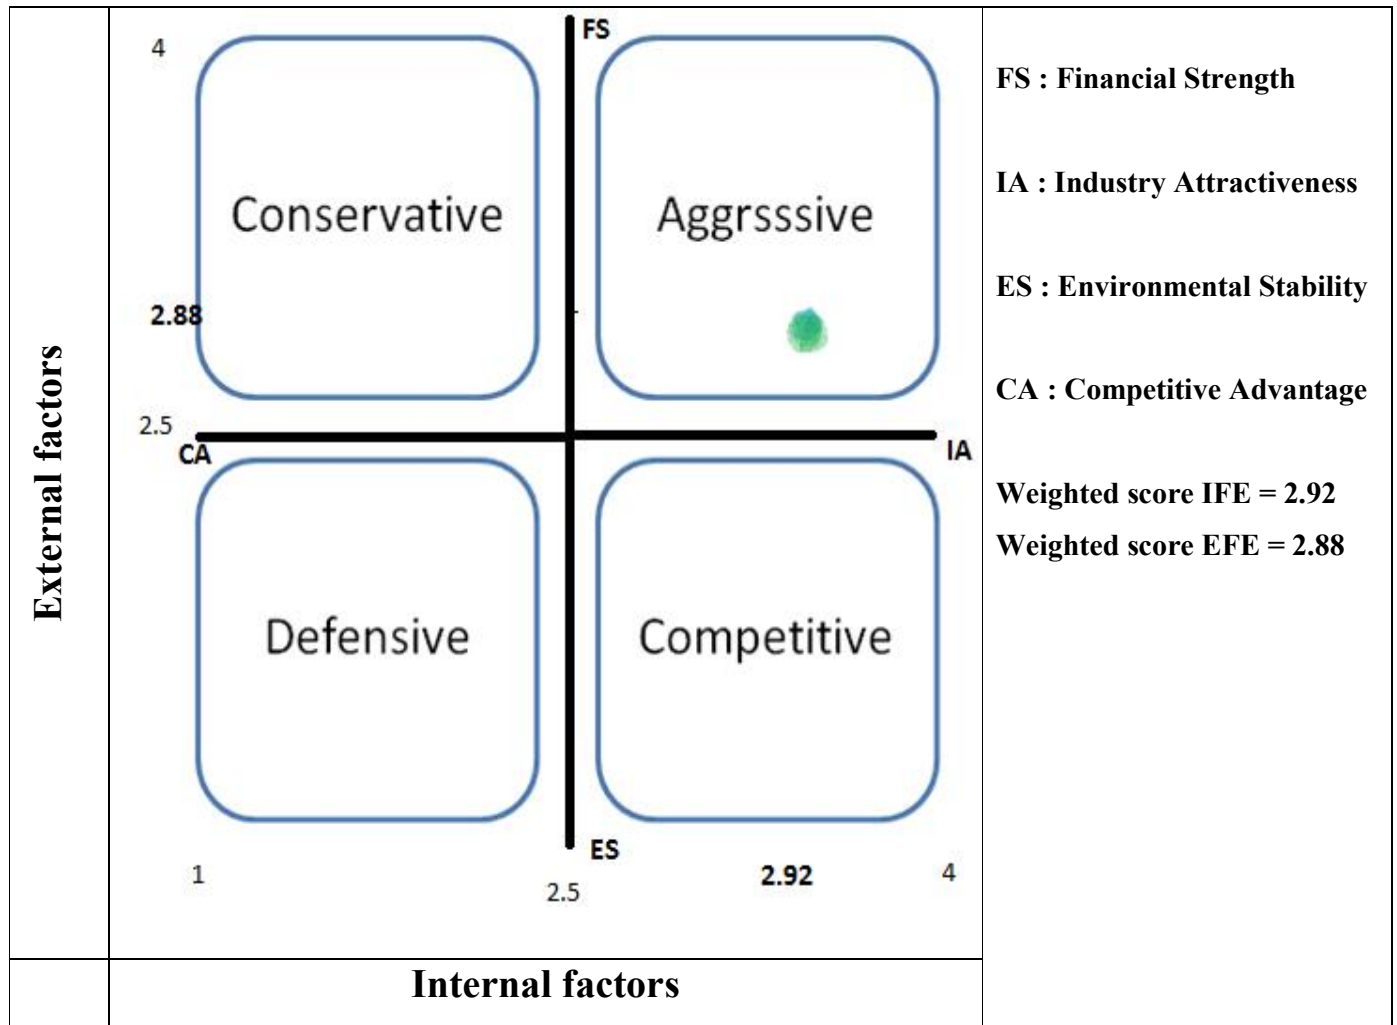 External factors
4
FS
Conservative
Aggrsssive
2.88
2.5
CA
IA
Defensive
Competitive
ES
1
2.5
2.92
4
Internal factors
FS : Financial Strength
IA : Industry Attractiveness
ES : Environmental Stability
CA : Competitive Advantage
Weighted score IFE = 2.92
Weighted score EFE = 2.88